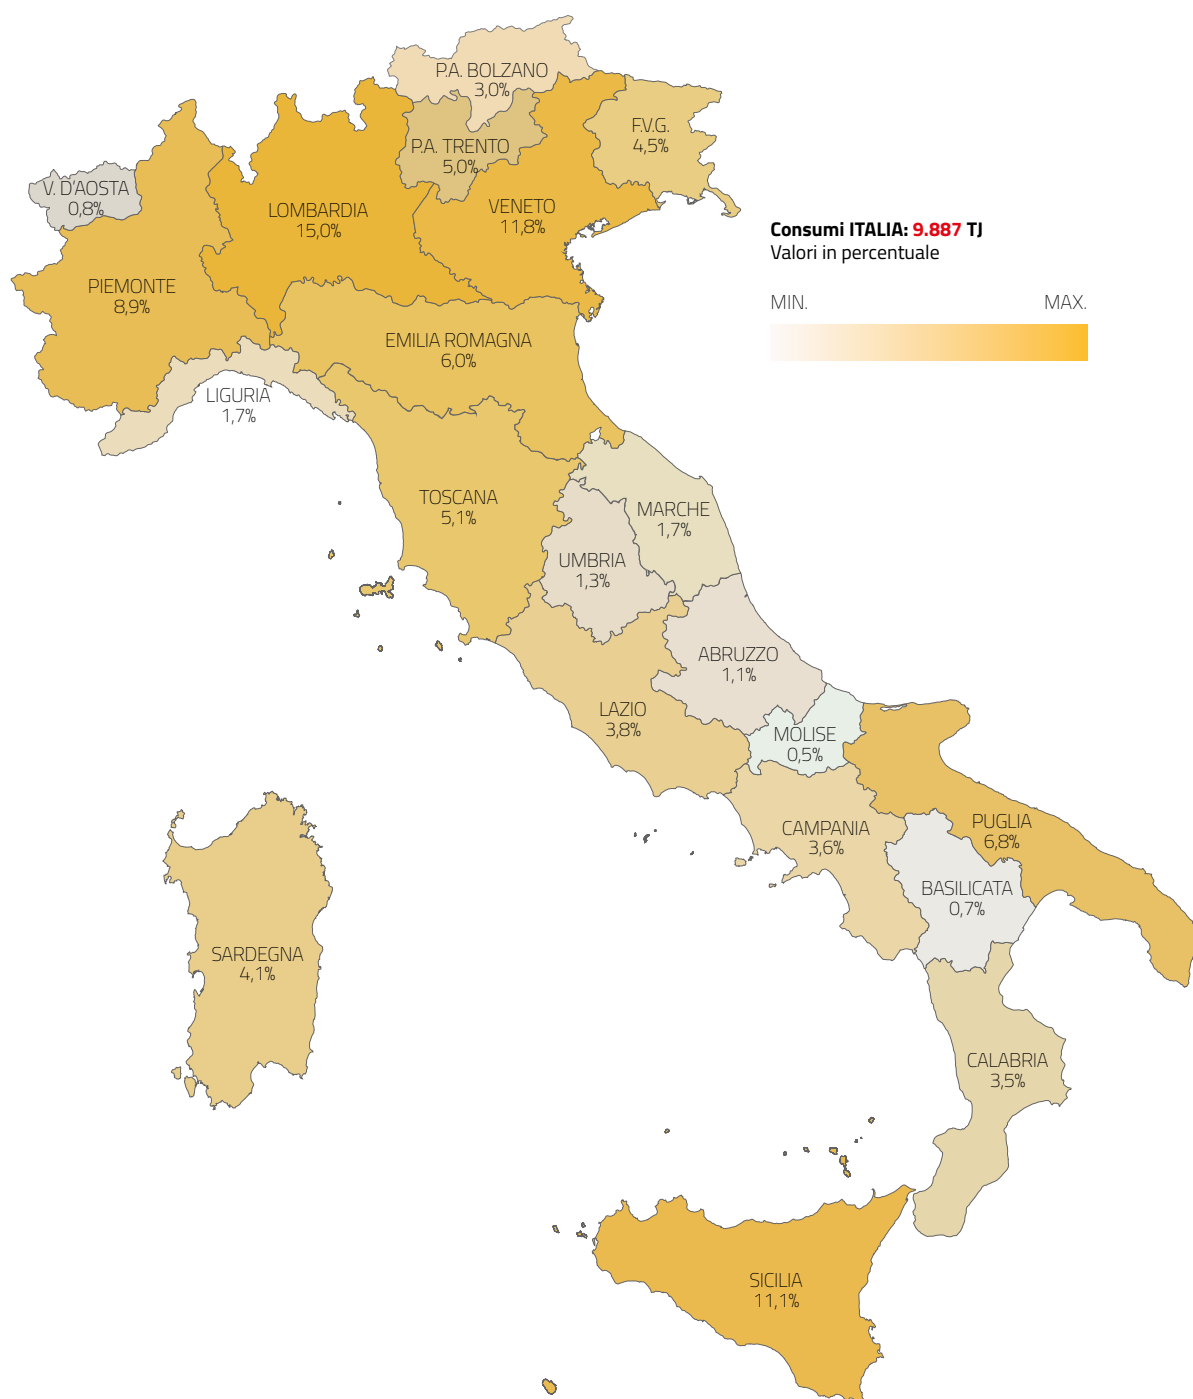 P.A. BOLZANO
3,0%
F.V.G.
4,5%
P.A. TRENTO
5,0%
V. D'AOSTA
0,8%
LOMBARDIA
15,0%
VENETO
11,8%
Consumi ITALIA: 9.887 TJ
Valori in percentuale
MIN. MAX.
PIEMONTE
8,9%
EMILIA ROMAGNA
6,0%
LIGURIA
1,7%
TOSCANA
5,1%
MARCHE
1,7%
UMBRIA
1,3%
ABRUZZO
1,1%
LAZIO
3,8%
MOLISE
0,5%
CAMPANIA
3,6%
PUGLIA
6,8%
BASILICATA
0,7%
SARDEGNA
4,1%
CALABRIA
3,5%
SICILIA
11,1%